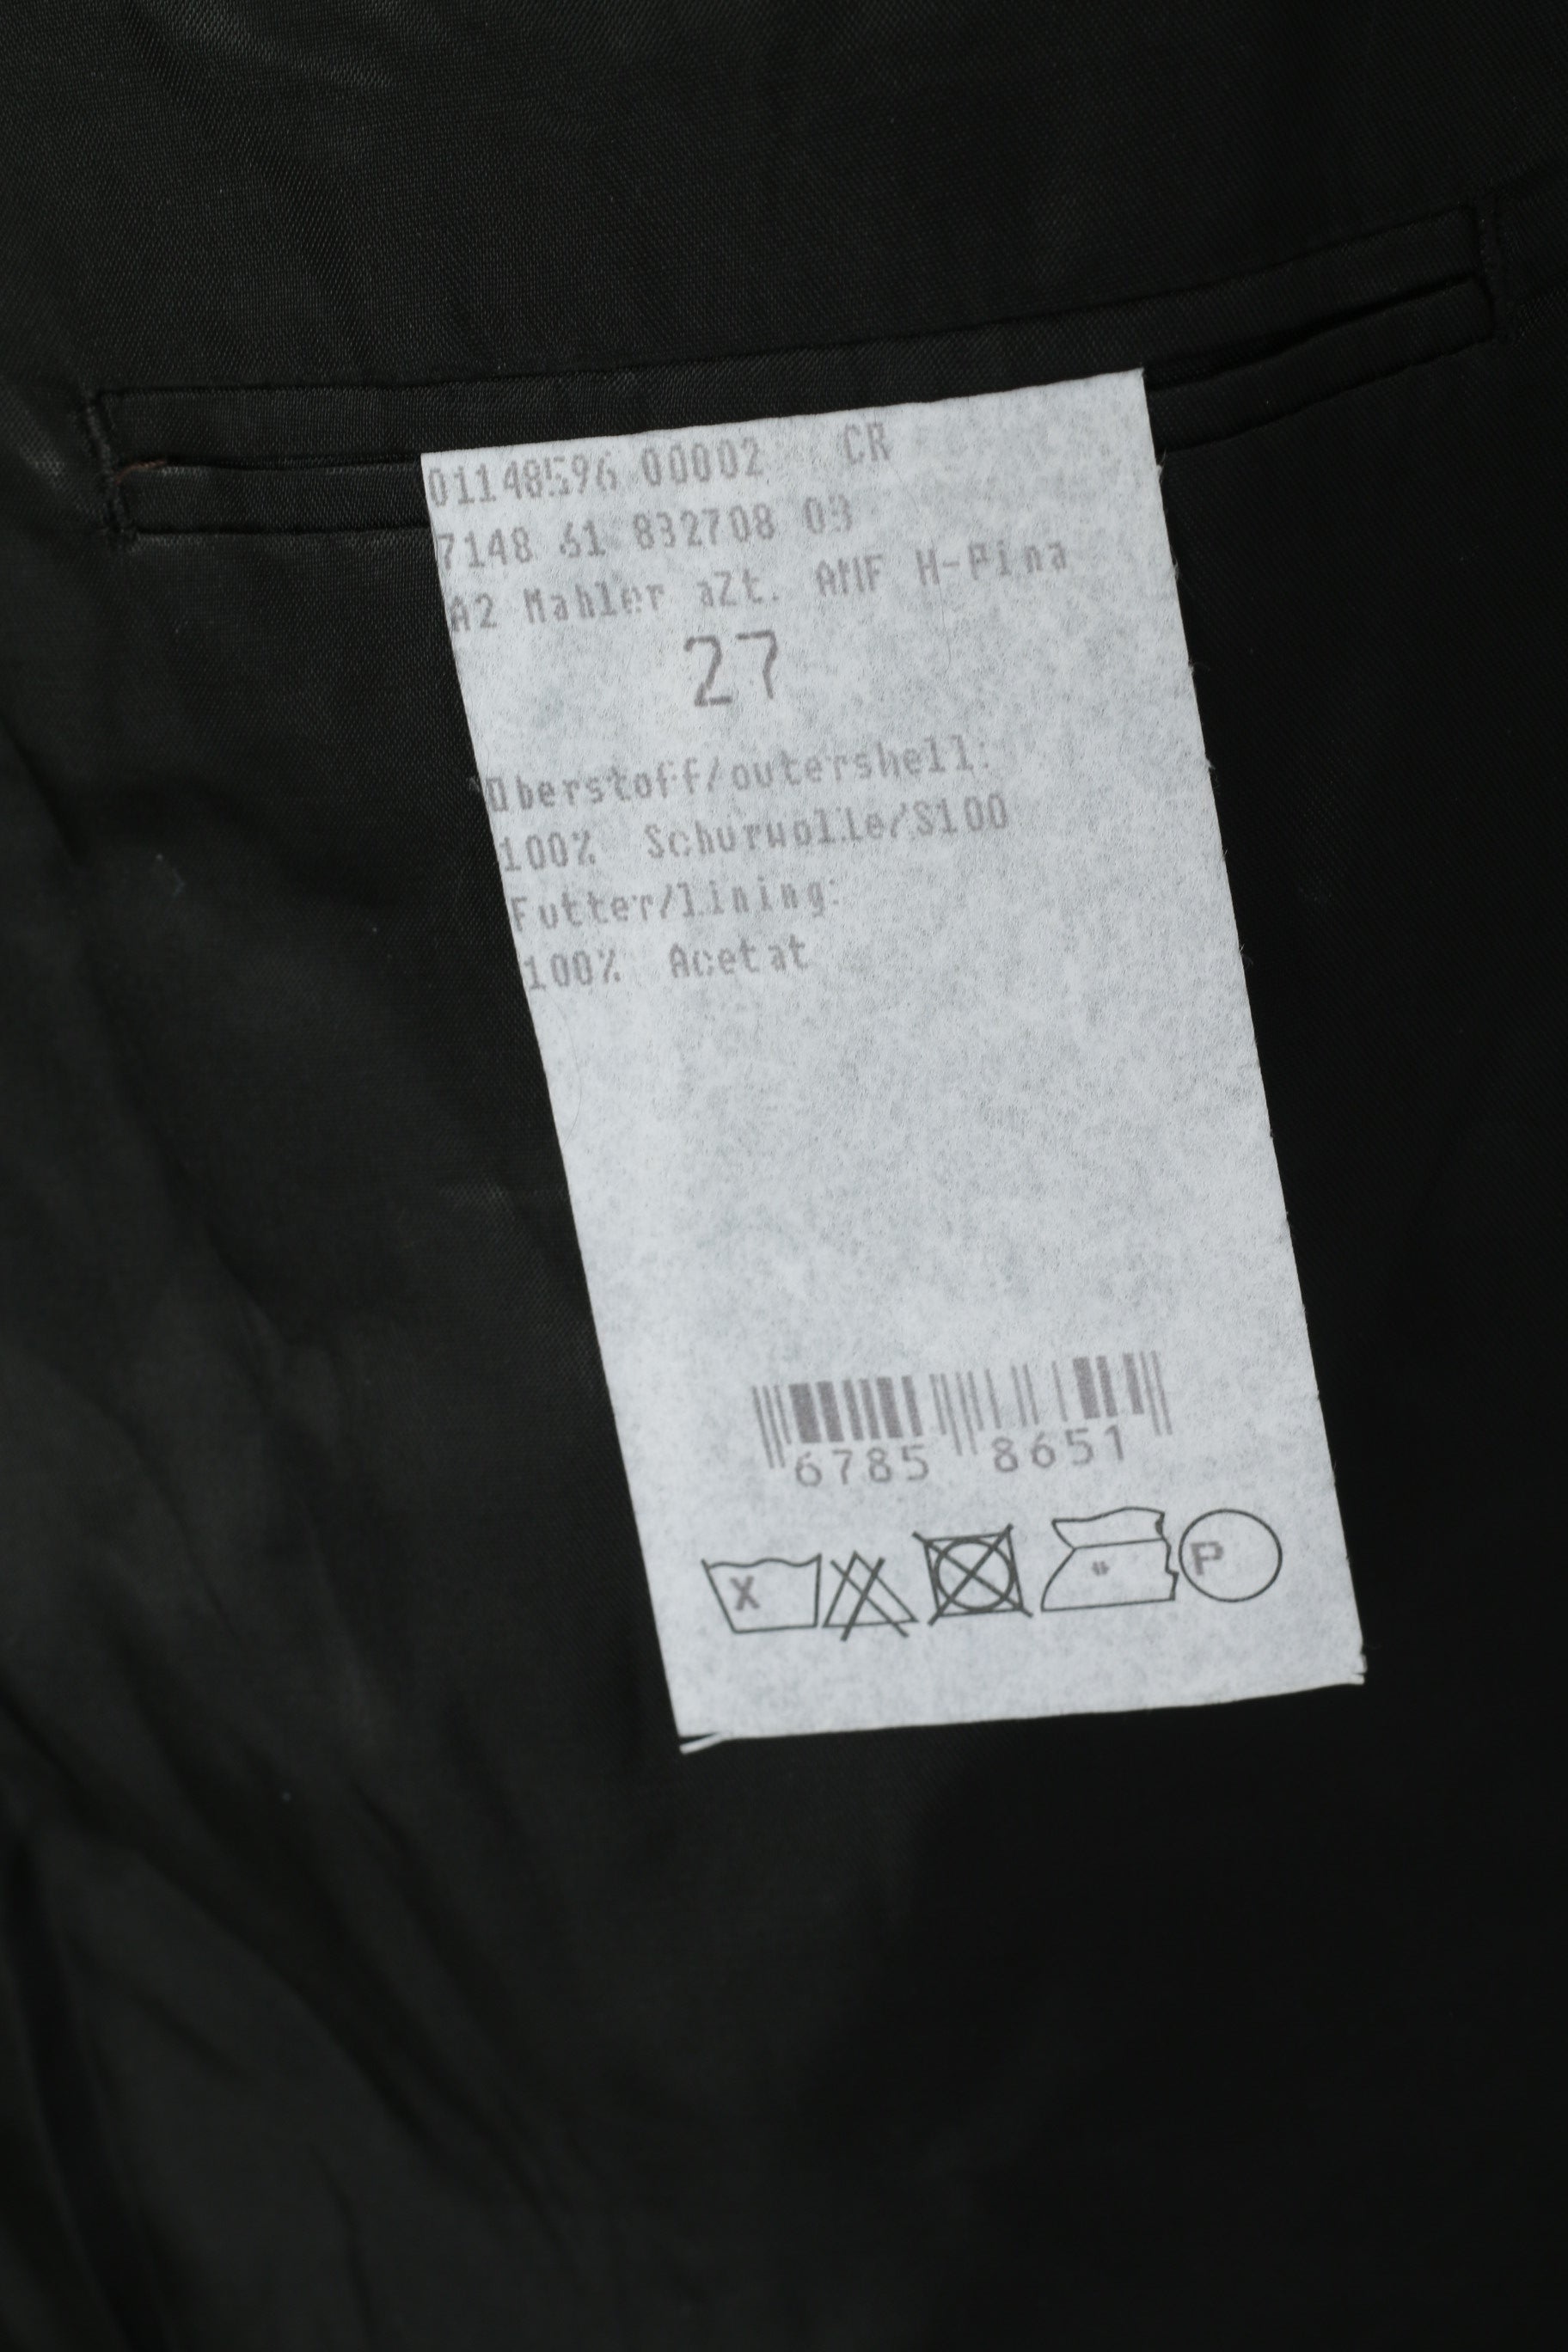 01148596 00002 CR
7148 61 832708 03
A2 Mahler aZt. AMF H-Pina
27
Oberstoff/outershell:
100% Schurwolle/S100
Futter/lining:
100% Acetat
6785 8651
X P